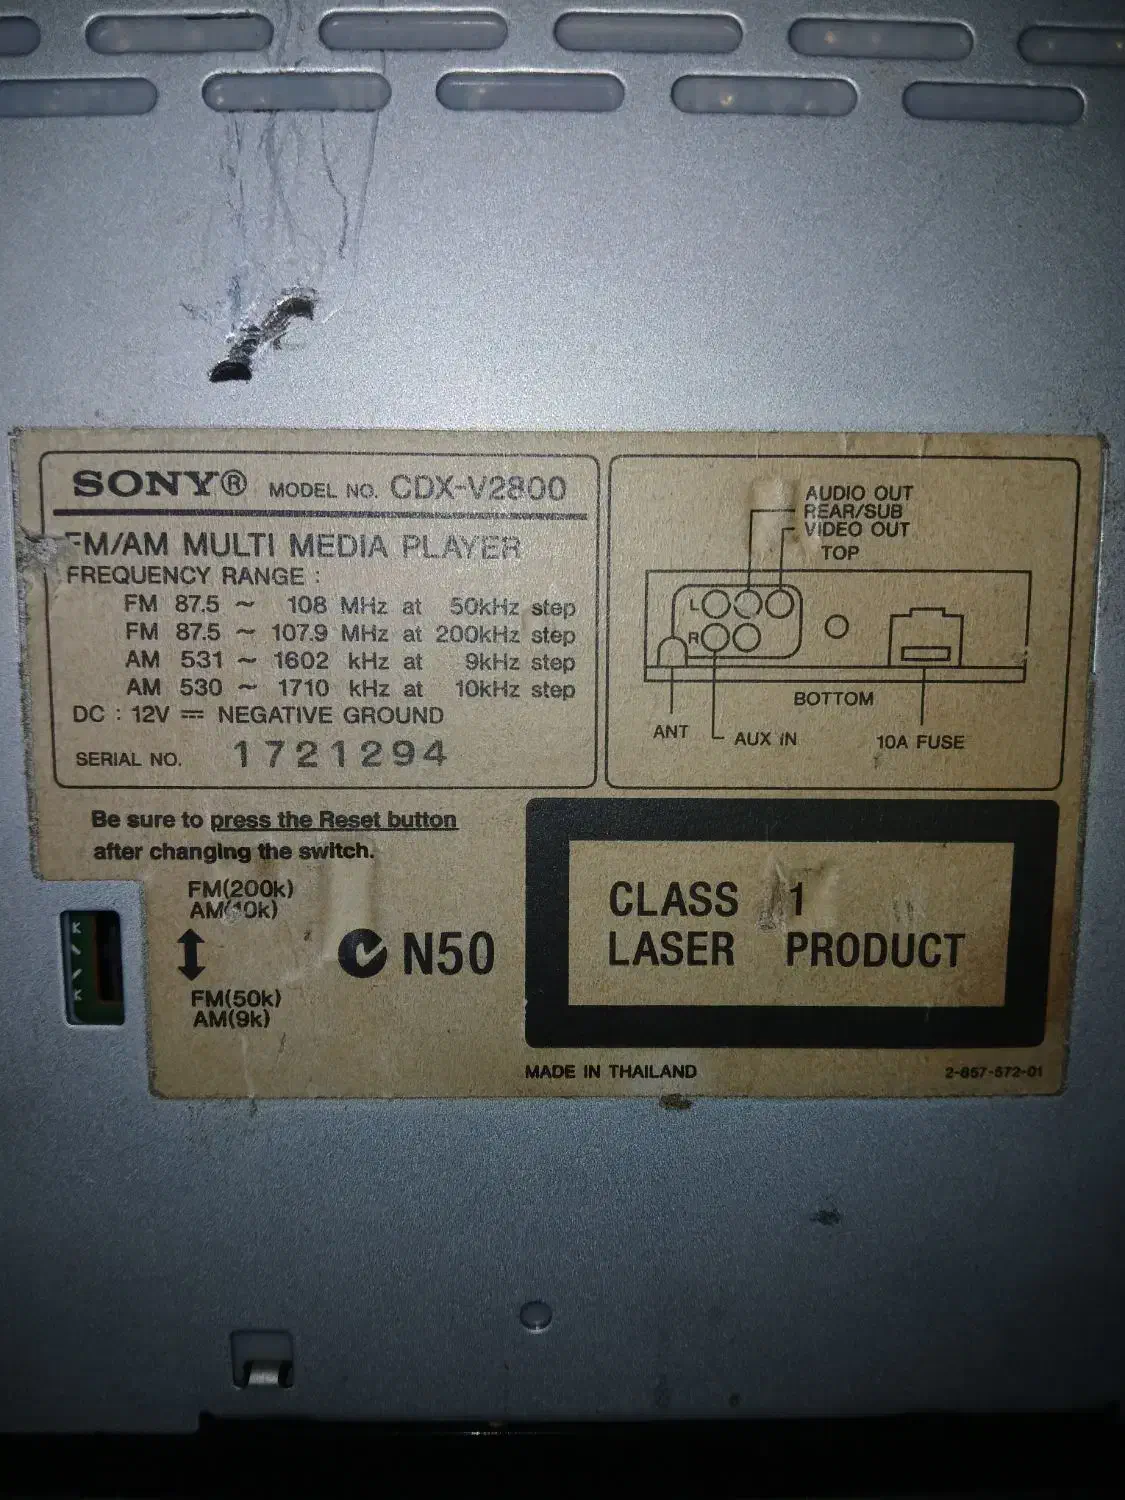 SONY® MODEL NO. CDX-V2800
FM/AM MULTI MEDIA PLAYER
FREQUENCY RANGE :
FM 87.5 ~ 108 MHz at 50kHz step
FM 87.5 ~ 107.9 MHz at 200kHz step
AM 531 ~ 1602 kHz at 9kHz step
AM 530 ~ 1710 kHz at 10kHz step
DC : 12V ⎓ NEGATIVE GROUND
SERIAL NO. 1721294
AUDIO OUT
REAR/SUB
VIDEO OUT
TOP
L
R
BOTTOM
ANT
AUX IN
10A FUSE
Be sure to press the Reset button
after changing the switch.
FM(200k)
AM(10k)
FM(50k)
AM(9k)
N50
CLASS 1
LASER PRODUCT
MADE IN THAILAND
2-857-572-01